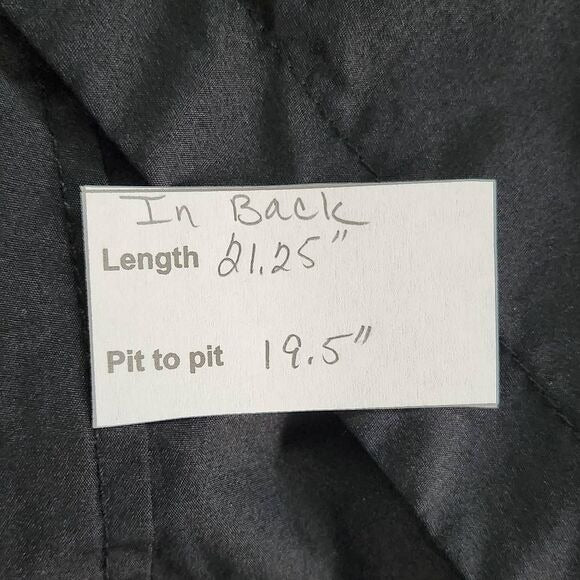 In Back
Length 21.25"
Pit to pit 19.5"